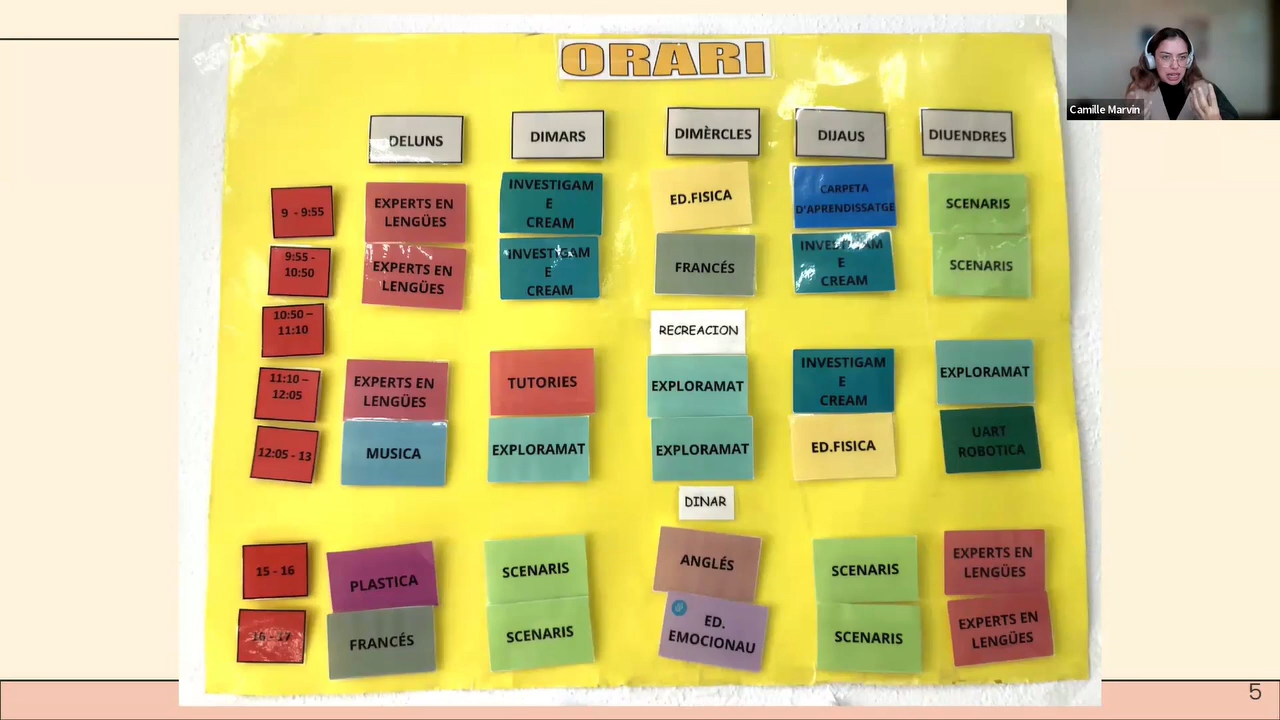 ORARI
Camille Marvin
DELUNS
DIMARS
DIMÈRCLES
DIJAUS
DIUENDRES
9 - 9:55
EXPERTS EN
LENGÜES
INVESTIGAM
E
CREAM
ED.FISICA
CARPETA
D'APRENDISSATGE
SCENARIS
9:55 -
10:50
EXPERTS EN
LENGÜES
INVESTIGAM
E
CREAM
FRANCÉS
INVESTIGAM
E
CREAM
SCENARIS
10:50 –
11:10
RECREACION
11:10 –
12:05
EXPERTS EN
LENGÜES
TUTORIES
EXPLORAMAT
INVESTIGAM
E
CREAM
EXPLORAMAT
12:05 - 13
MUSICA
EXPLORAMAT
EXPLORAMAT
ED.FISICA
UART
ROBOTICA
DINAR
15 - 16
PLASTICA
SCENARIS
ANGLÉS
SCENARIS
EXPERTS EN
LENGÜES
16 - 17
FRANCÉS
SCENARIS
ED.
EMOCIONAU
SCENARIS
EXPERTS EN
LENGÜES
5